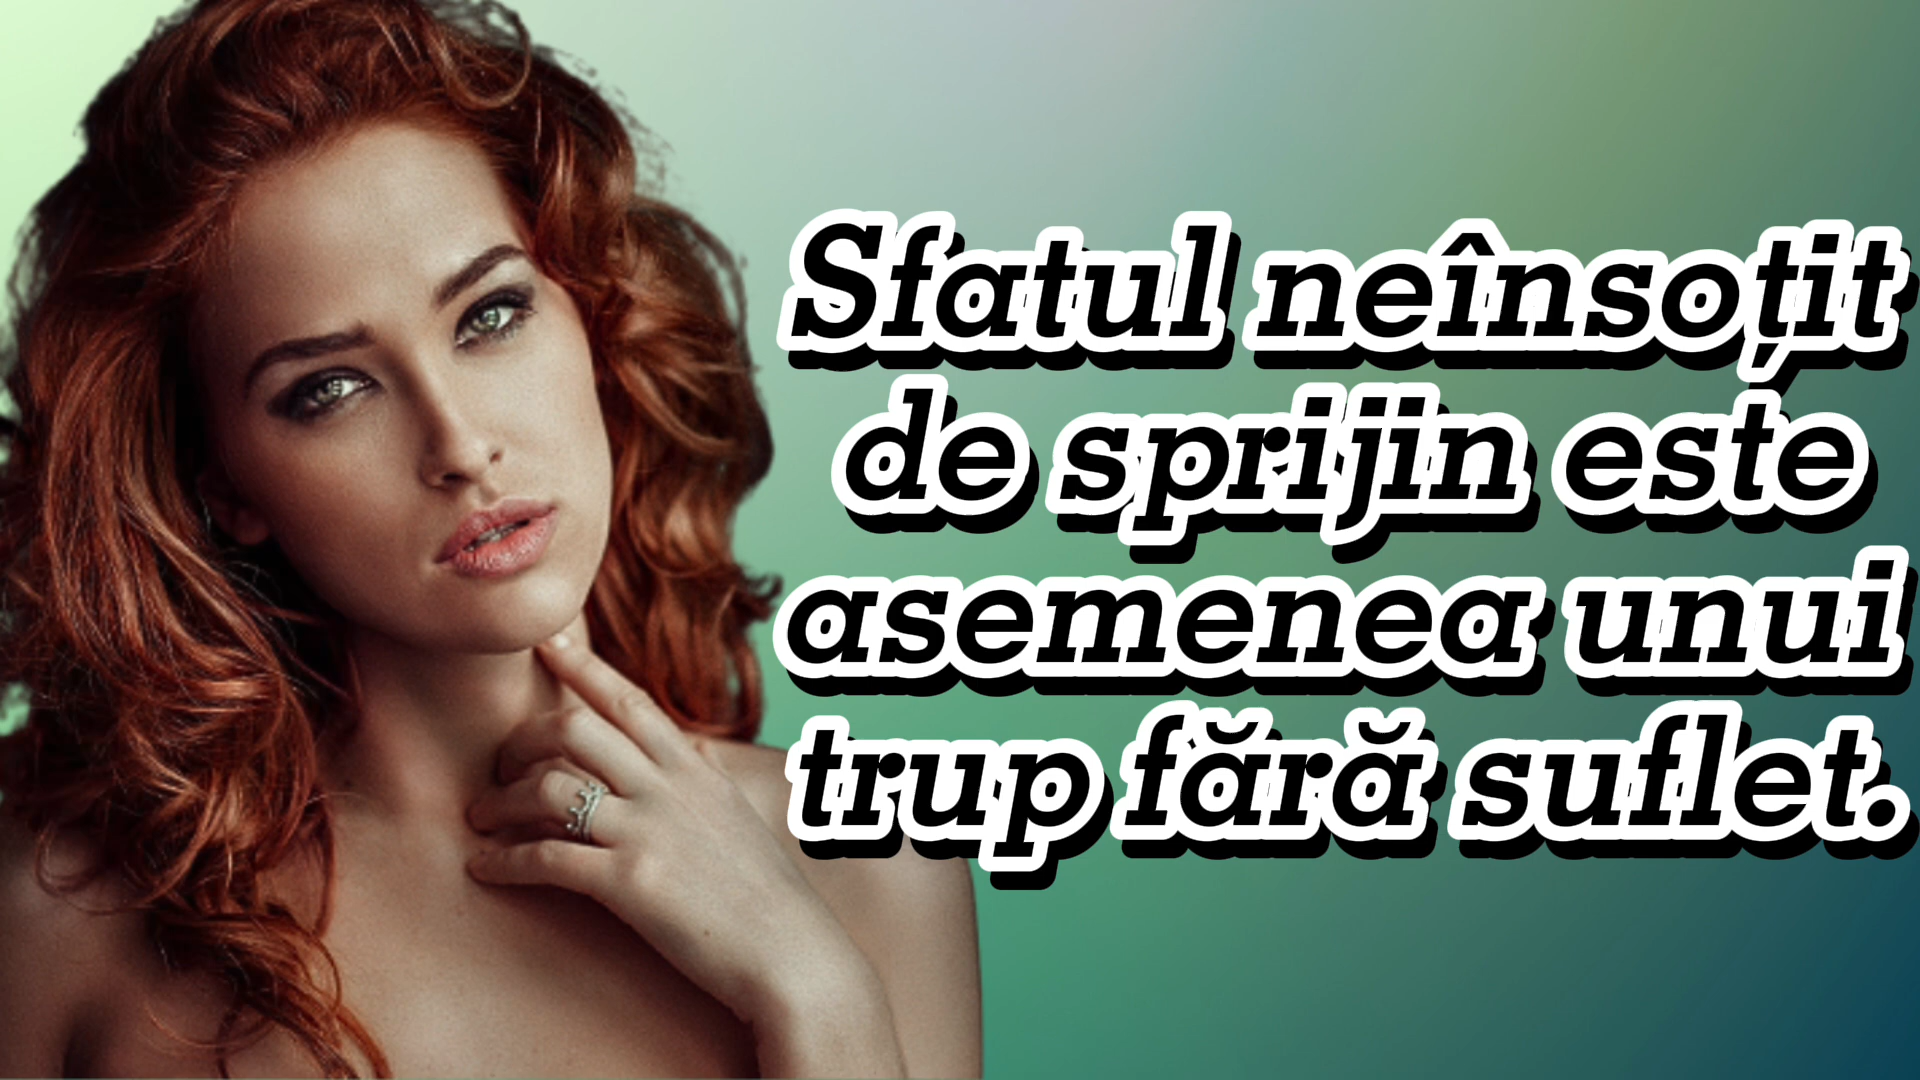 Sfatul neînsoțit
de sprijin este
asemenea unui
trup fără suflet.